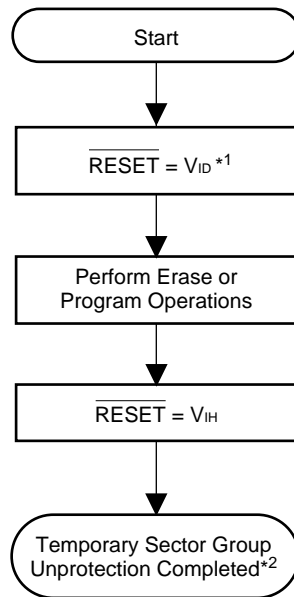 Start
RESET = VID *1
Perform Erase or
Program Operations
RESET = VIH
Temporary Sector Group
Unprotection Completed*2